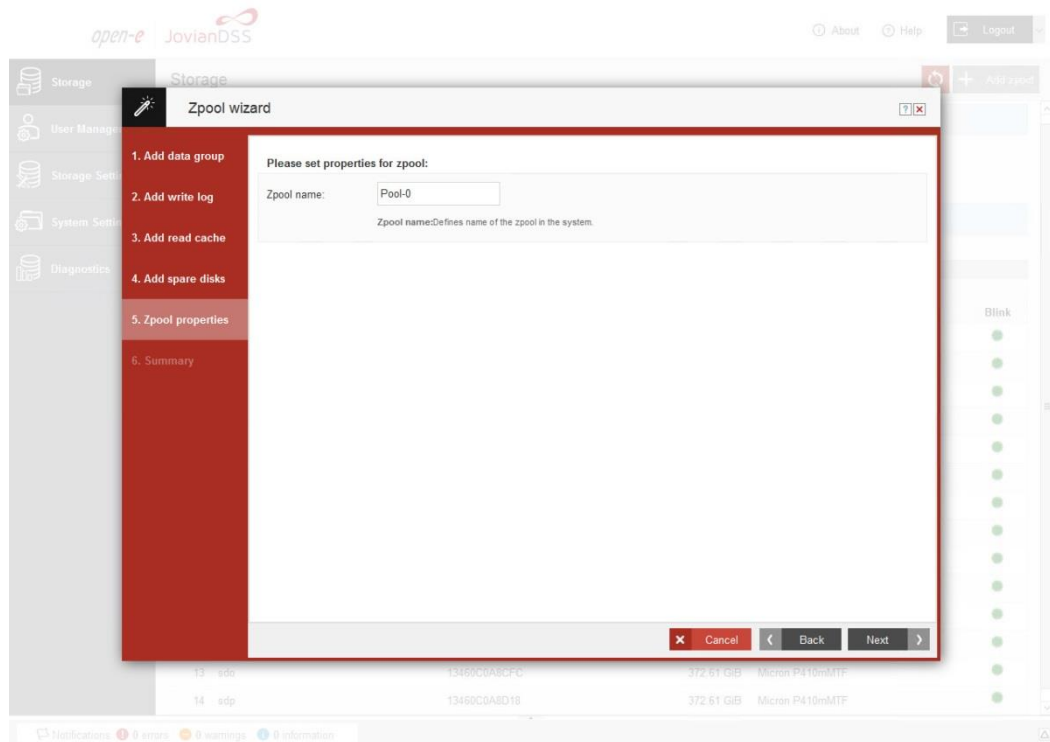 open-e JovianDSS
About Help Logout
Storage
Storage
Add zpool
Zpool wizard
User Manage
1. Add data group
Please set properties for zpool:
Storage Setti
2. Add write log
Zpool name: Pool-0
System Settin
Zpool name:Defines name of the zpool in the system.
3. Add read cache
Diagnostics
4. Add spare disks
5. Zpool properties
Blink
6. Summary
Cancel Back Next
13 sdo 13460C0A8CFC 372.61 GiB Micron P410mMTF
14 sdp 13460C0A8D18 372.61 GiB Micron P410mMTF
Notifications: 0 errors 0 warnings 0 information